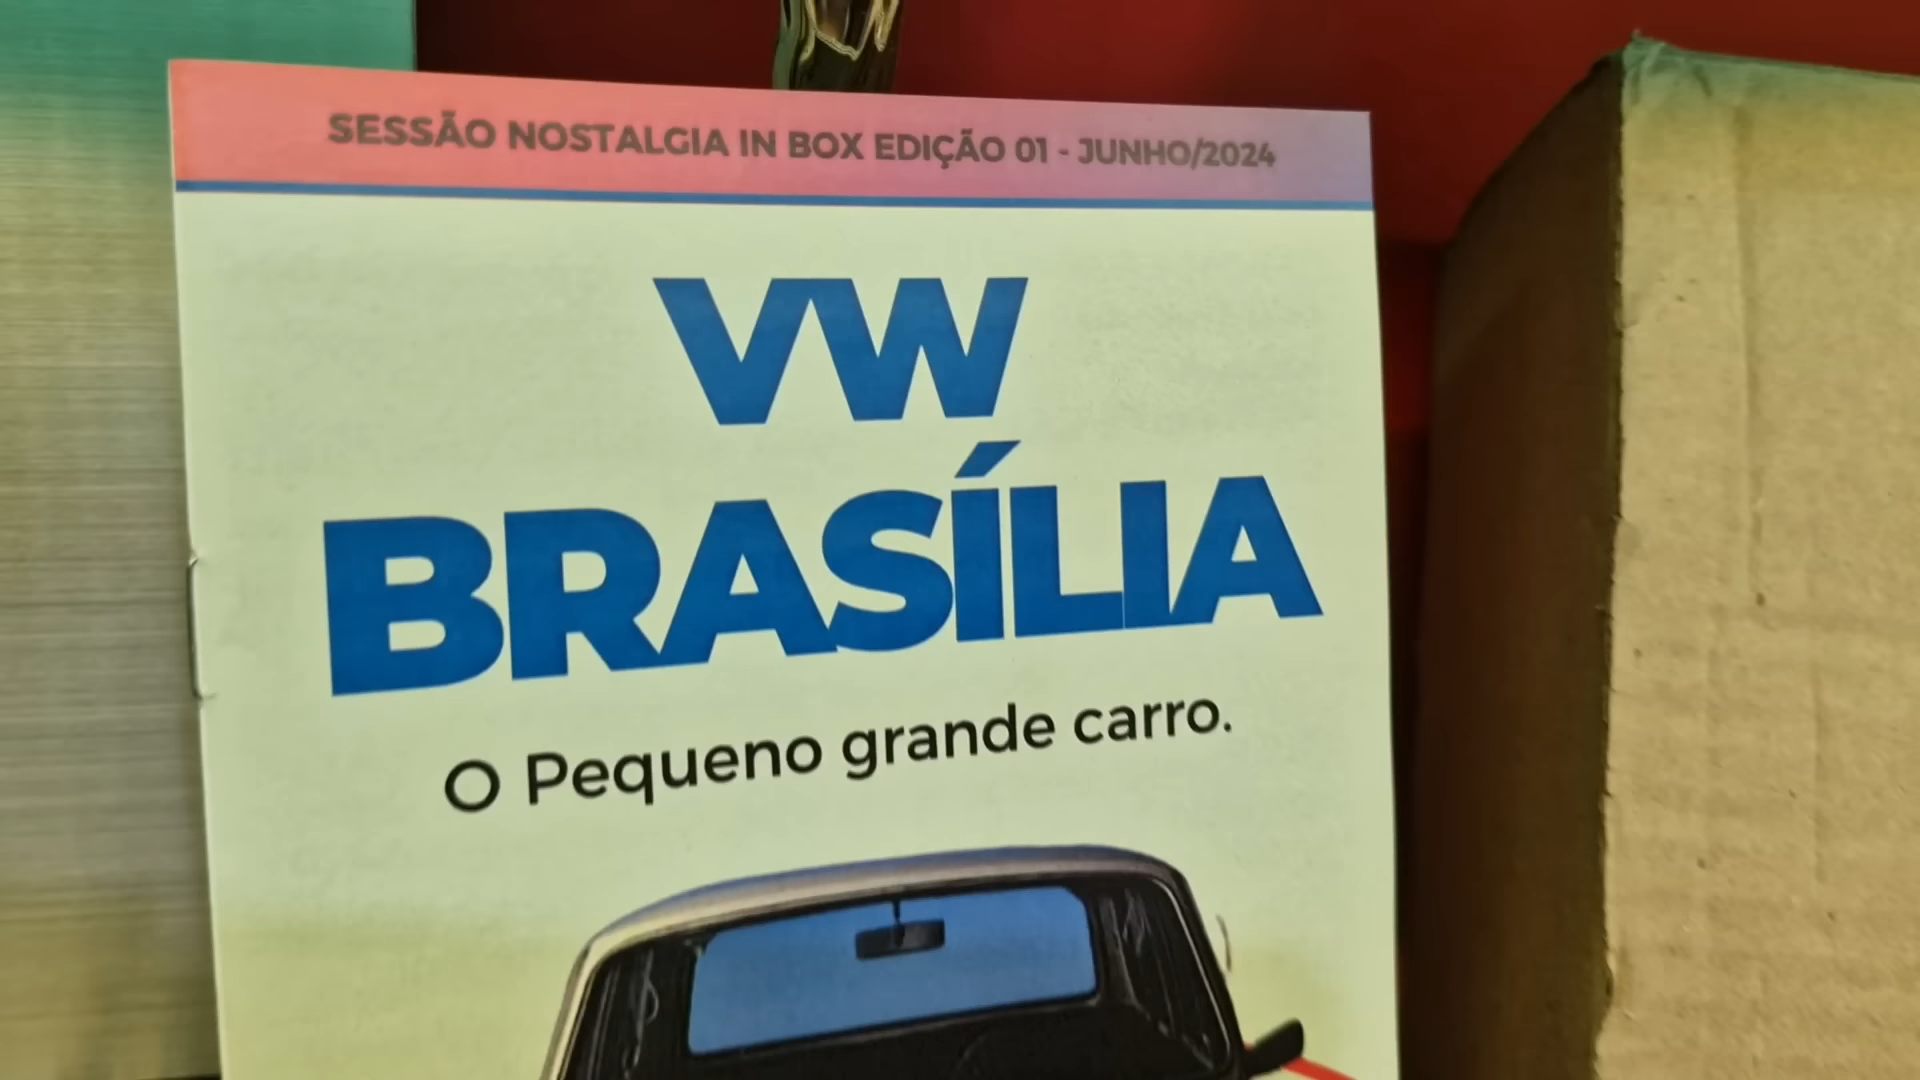 SESSÃO NOSTALGIA IN BOX EDIÇÃO 01 - JUNHO/2024
VW
BRASÍLIA
O Pequeno grande carro.